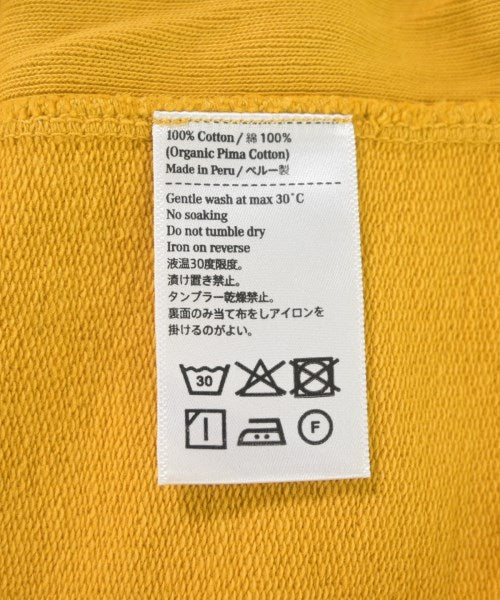 100% Cotton / 綿 100%
(Organic Pima Cotton)
Made in Peru / ペルー製
Gentle wash at max 30˚C
No soaking
Do not tumble dry
Iron on reverse
液温30度限度。
漬け置き禁止。
タンブラー乾燥禁止。
裏面のみ当て布をしアイロンを
掛けるのがよい。
30
F